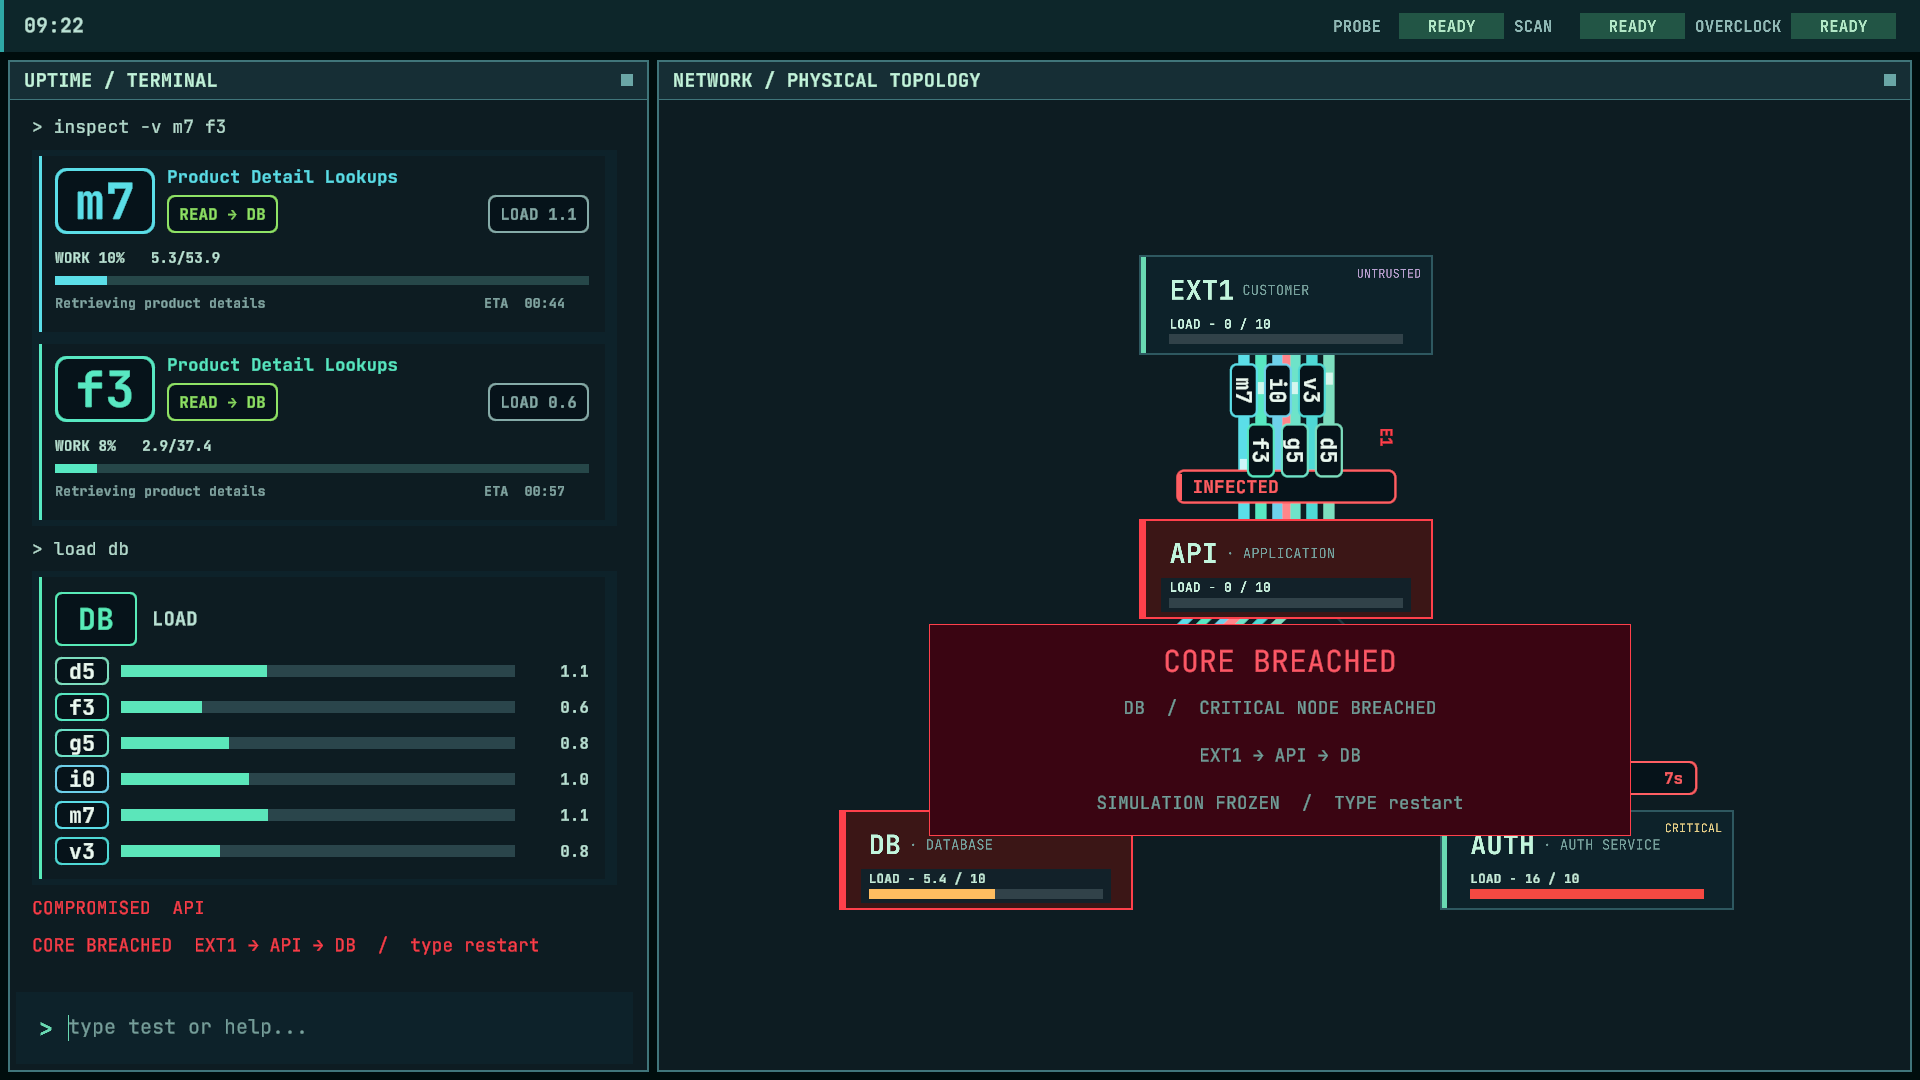 09:22
PROBE READY SCAN READY OVERCLOCK READY
UPTIME / TERMINAL
> inspect -v m7 f3
m7
Product Detail Lookups
READ → DB
LOAD 1.1
WORK 10% 5.3/53.9
Retrieving product details ETA 00:44
f3
Product Detail Lookups
READ → DB
LOAD 0.6
WORK 8% 2.9/37.4
Retrieving product details ETA 00:57
> load db
DB LOAD
d5 1.1
f3 0.6
g5 0.8
i0 1.0
m7 1.1
v3 0.8
COMPROMISED API
CORE BREACHED EXT1 → API → DB / type restart
> type test or help...
NETWORK / PHYSICAL TOPOLOGY
UNTRUSTED
EXT1 CUSTOMER
LOAD - 0 / 10
m7 i0 v3
f3 g5 d5
E1
INFECTED
API · APPLICATION
LOAD - 0 / 10
CORE BREACHED
DB / CRITICAL NODE BREACHED
EXT1 → API → DB
SIMULATION FROZEN / TYPE restart
7s
DB · DATABASE
LOAD - 5.4 / 10
CRITICAL
AUTH · AUTH SERVICE
LOAD - 16 / 10